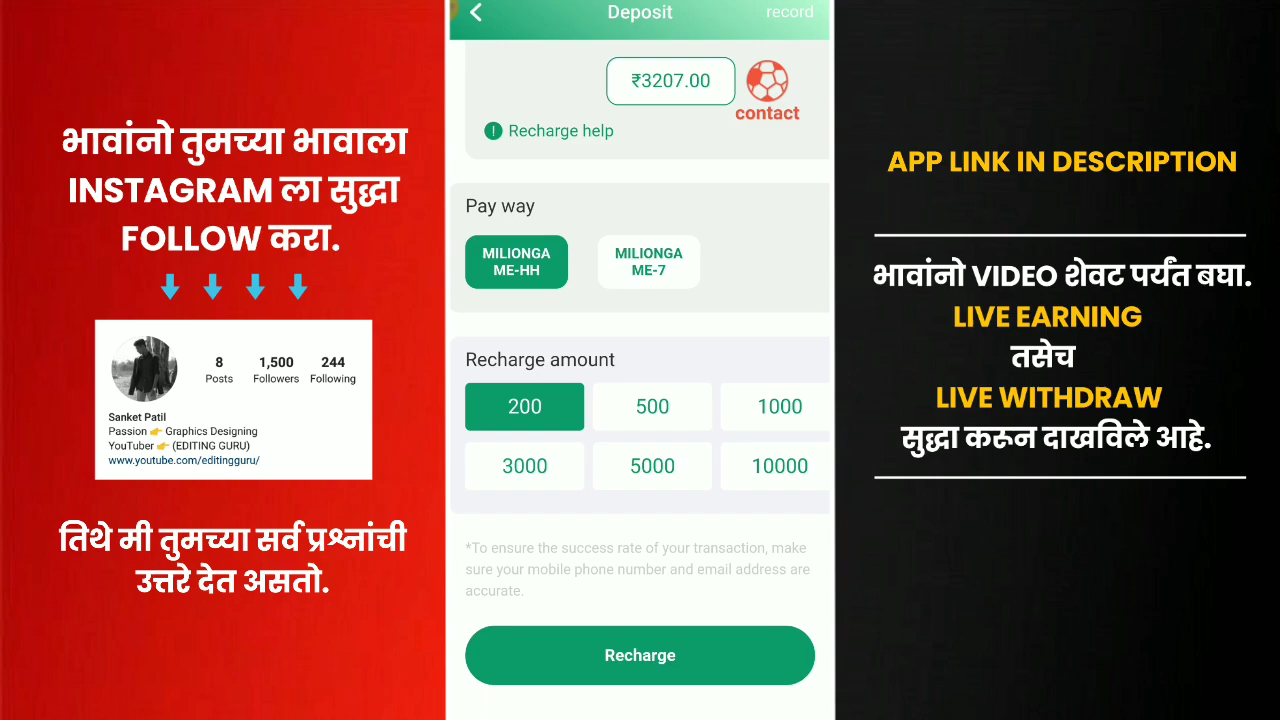 भावांनो तुमच्या भावाला
INSTAGRAM ला सुद्धा
FOLLOW करा.
8 1,500 244
Posts Followers Following
Sanket Patil
Passion 👉 Graphics Designing
YouTuber 👉 (EDITING GURU)
www.youtube.com/editingguru/
तिथे मी तुमच्या सर्व प्रश्नांची
उत्तरे देत असतो.
Deposit record
₹3207.00
contact
! Recharge help
Pay way
MILIONGA
ME-HH
MILIONGA
ME-7
Recharge amount
200 500 1000
3000 5000 10000
*To ensure the success rate of your transaction, make
sure your mobile phone number and email address are
accurate.
Recharge
APP LINK IN DESCRIPTION
भावांनो VIDEO शेवट पर्यंत बघा.
LIVE EARNING
तसेच
LIVE WITHDRAW
सुद्धा करून दाखविले आहे.